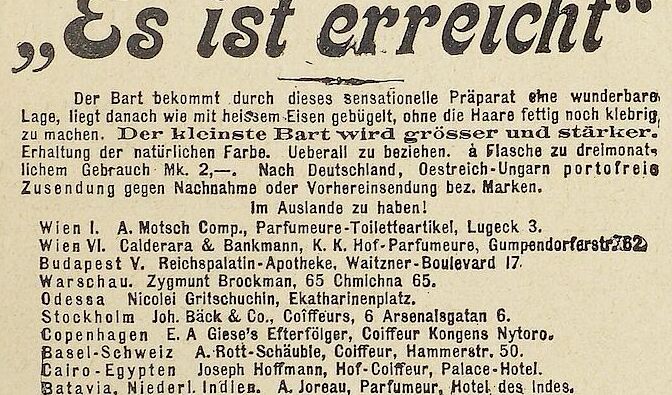 „Es ist erreicht“
Der Bart bekommt durch dieses sensationelle Präparat eine wunderbare
Lage, liegt danach wie mit heissem Eisen gebügelt, ohne die Haare fettig noch klebrig
zu machen. Der kleinste Bart wird grösser und stärker.
Erhaltung der natürlichen Farbe. Ueberall zu beziehen. à Flasche zu dreimonat-
lichem Gebrauch Mk. 2,—. Nach Deutschland, Oestreich-Ungarn portofreie
Zusendung gegen Nachnahme oder Vorhereinsendung bez. Marken.
Im Auslande zu haben!
Wien I. A. Motsch Comp., Parfumeure-Toiletteartikel, Lugeck 3.
Wien VI. Calderara & Bankmann, K. K. Hof-Parfumeure, Gumpendorferstr.
Budapest V. Reichspalatin-Apotheke, Waitzner-Boulevard 17.
Warschau. Zygmunt Brockman, 65 Chmichna 65.
Odessa Nicolei Gritschuchin, Ekatharinenplatz.
Stockholm Joh. Bäck & Co., Coîffeurs, 6 Arsenalsgatan 6.
Copenhagen E. A Giese's Efterfölger, Coiffeur Kongens Nytoro.
Basel-Schweiz A. Rott-Schäuble, Coiffeur, Hammerstr. 50.
Cairo-Egypten Joseph Hoffmann, Hof-Coiffeur, Palace-Hotel.
Batavia, Niederl. Indien. A. Joreau, Parfumeur, Hotel des Indes.